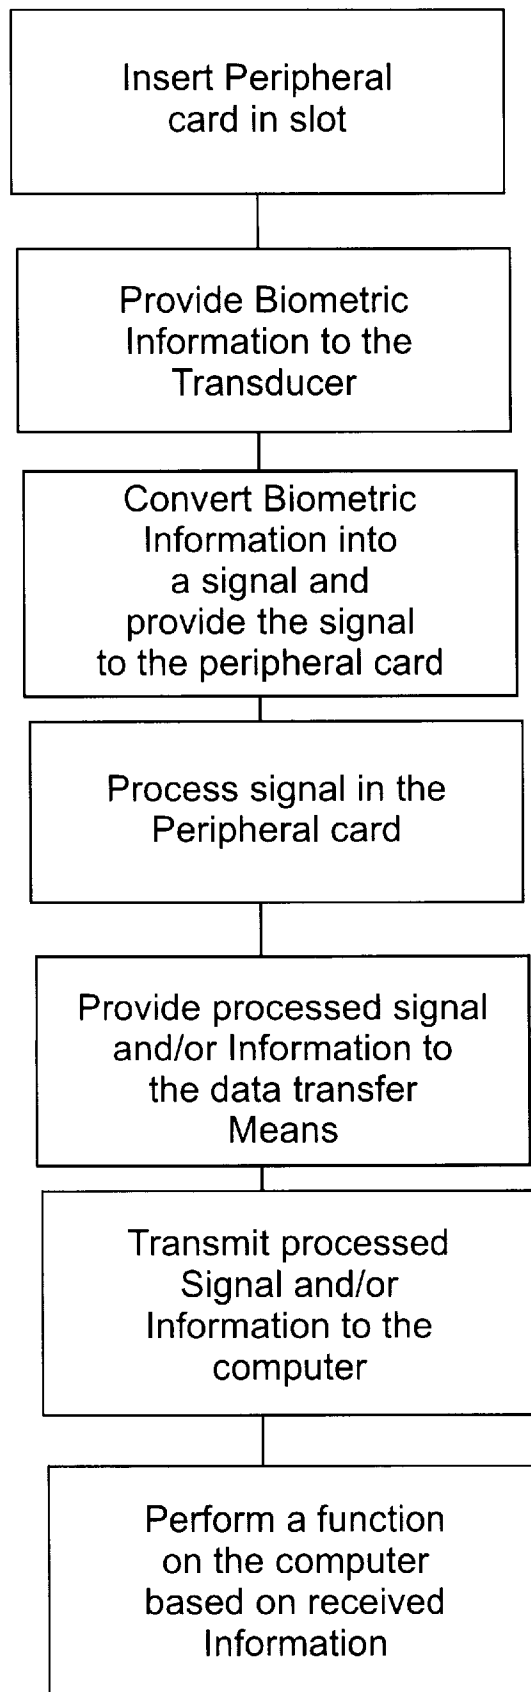 Insert Peripheral
card in slot
Provide Biometric
Information to the
Transducer
Convert Biometric
Information into
a signal and
provide the signal
to the peripheral card
Process signal in the
Peripheral card
Provide processed signal
and/or Information to
the data transfer
Means
Transmit processed
Signal and/or
Information to the
computer
Perform a function
on the computer
based on received
Information